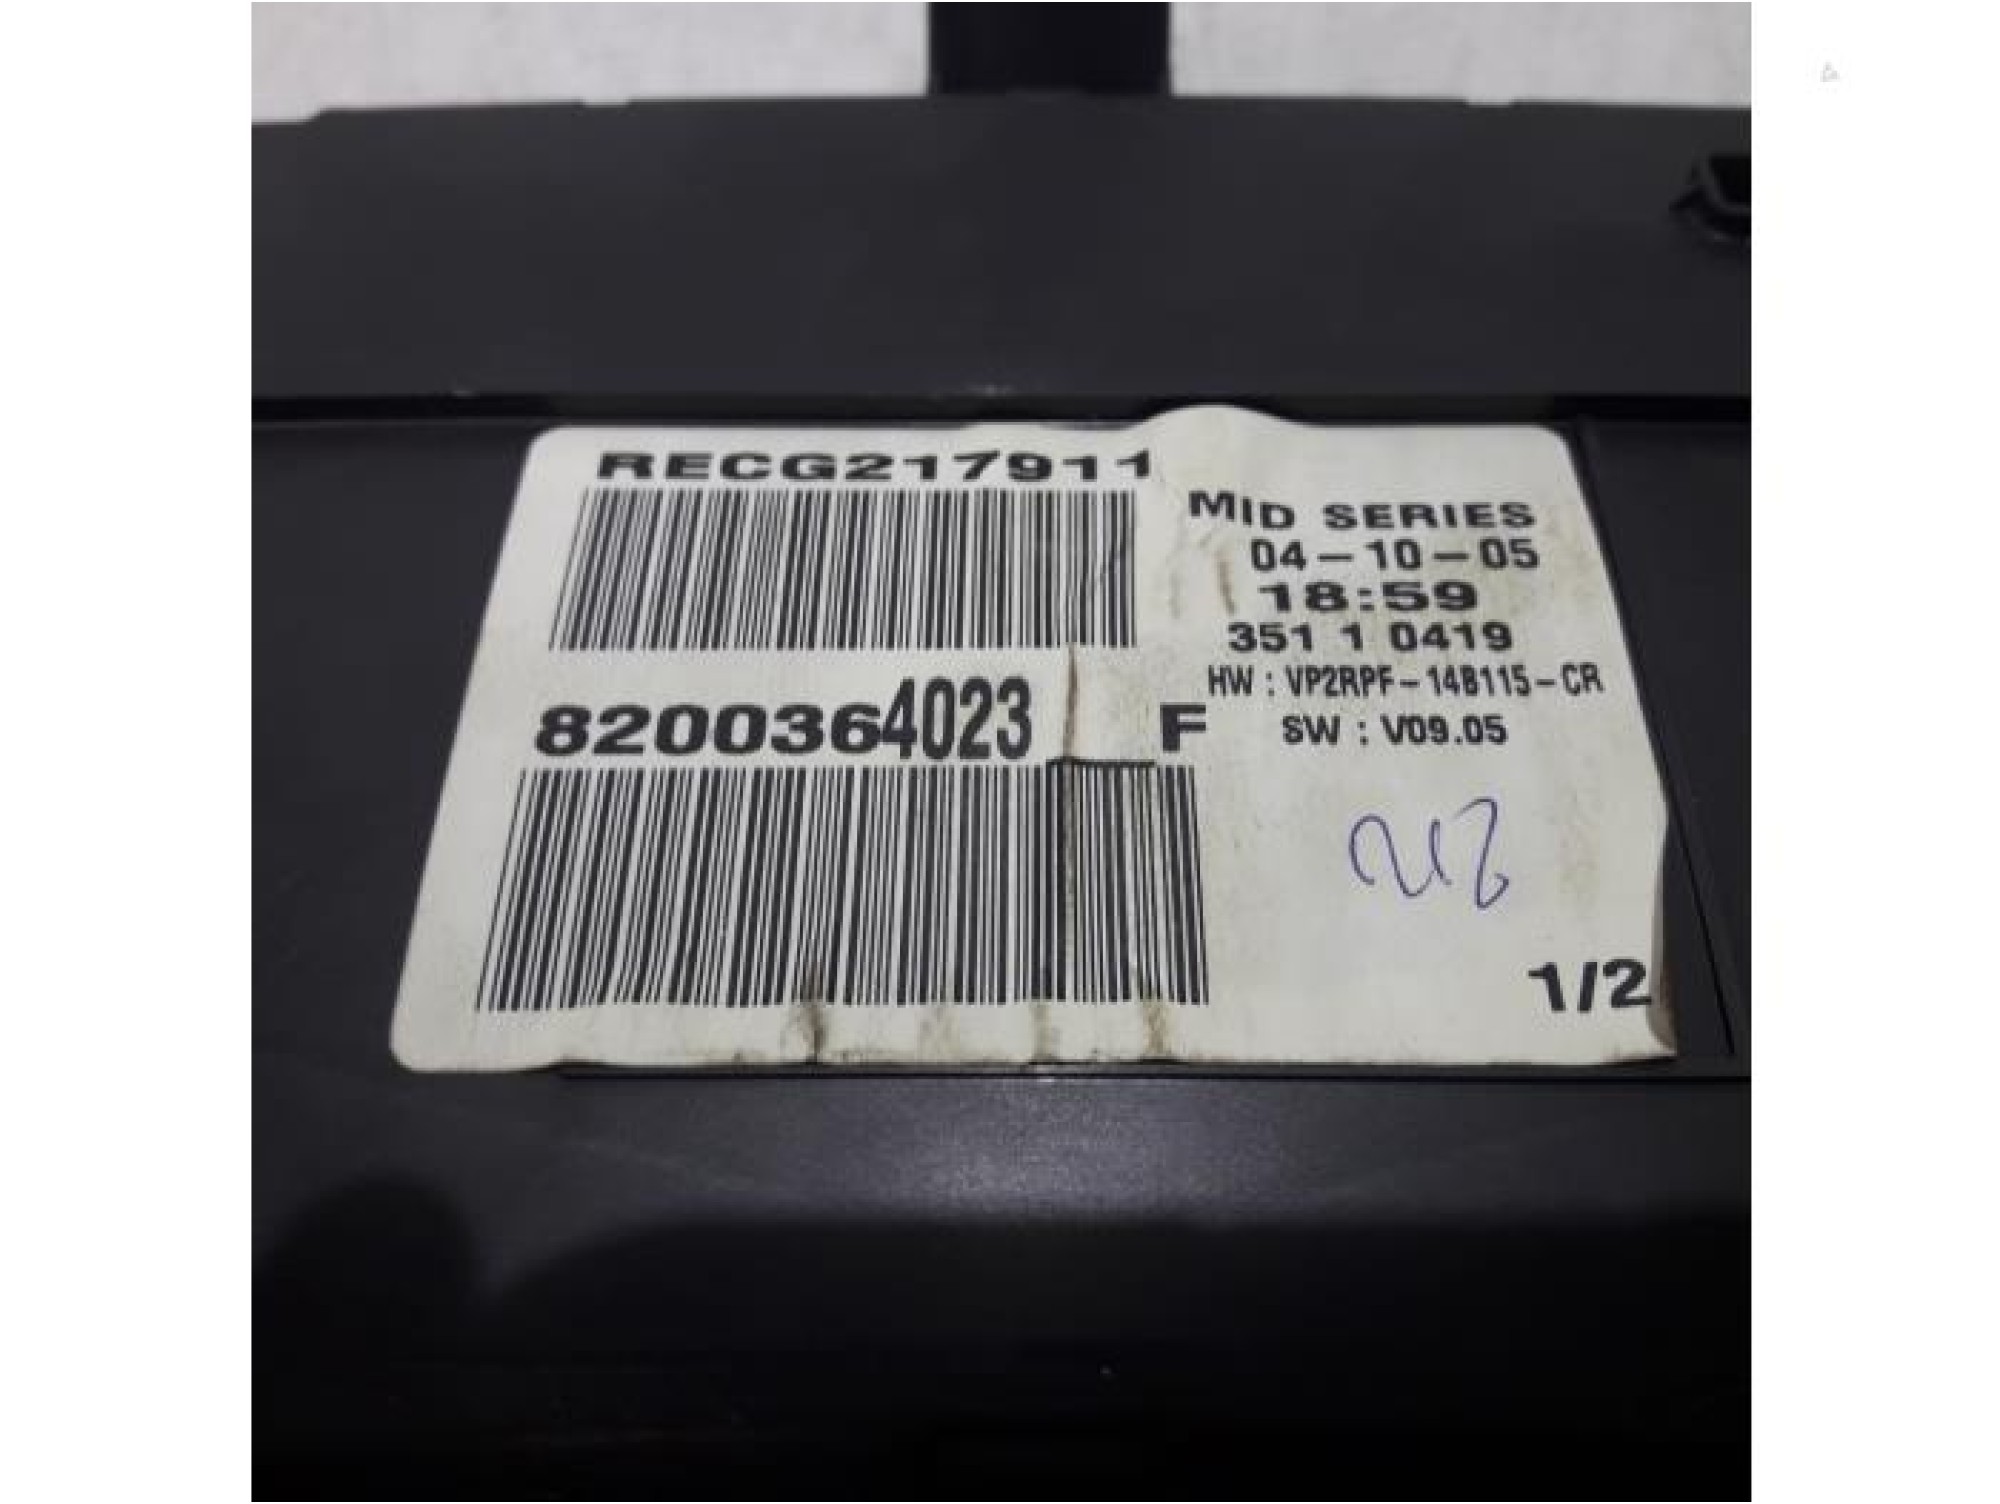 RECG217911
MID SERIES
04-10-05
18:59
351 1 0419
HW : VP2RPF-14B115-CR
SW : V09.05
8200364023 F
1/2